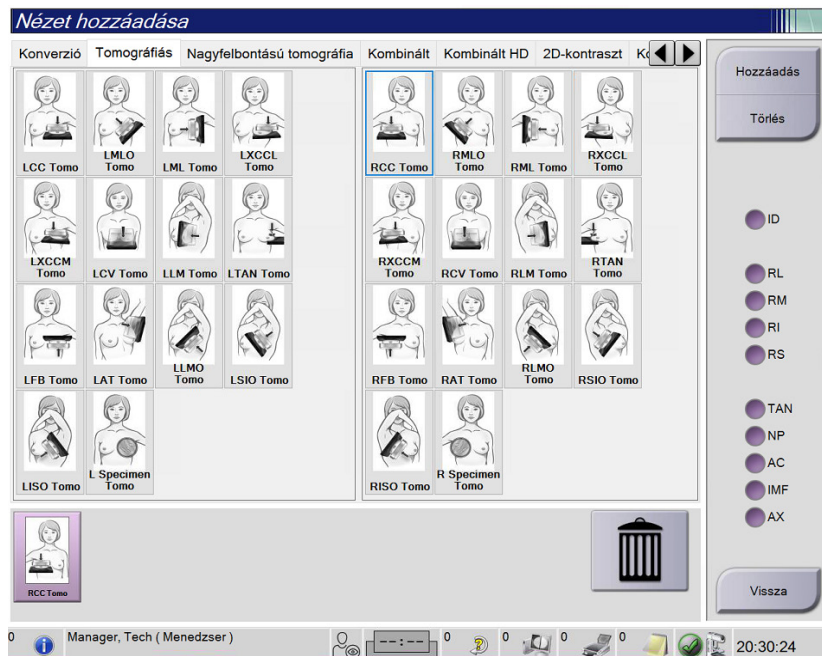 Nézet hozzáadása
Konverzió Tomográfiás Nagyfelbontású tomográfia Kombinált Kombinált HD 2D-kontraszt
Hozzáadás
Törlés
LCC Tomo
LMLO
Tomo
LML Tomo
LXCCL
Tomo
RCC Tomo
RMLO
Tomo
RML Tomo
RXCCL
Tomo
LXCCM
Tomo
LCV Tomo
LLM Tomo
LTAN Tomo
RXCCM
Tomo
RCV Tomo
RLM Tomo
RTAN
Tomo
LFB Tomo
LAT Tomo
LLMO
Tomo
LSIO Tomo
RFB Tomo
RAT Tomo
RLMO
Tomo
RSIO Tomo
LISO Tomo
L Specimen
Tomo
RISO Tomo
R Specimen
Tomo
ID
RL
RM
RI
RS
TAN
NP
AC
IMF
AX
RCC Tomo
Vissza
0 Manager, Tech ( Menedzser ) --:-- 0 0 0 0 20:30:24